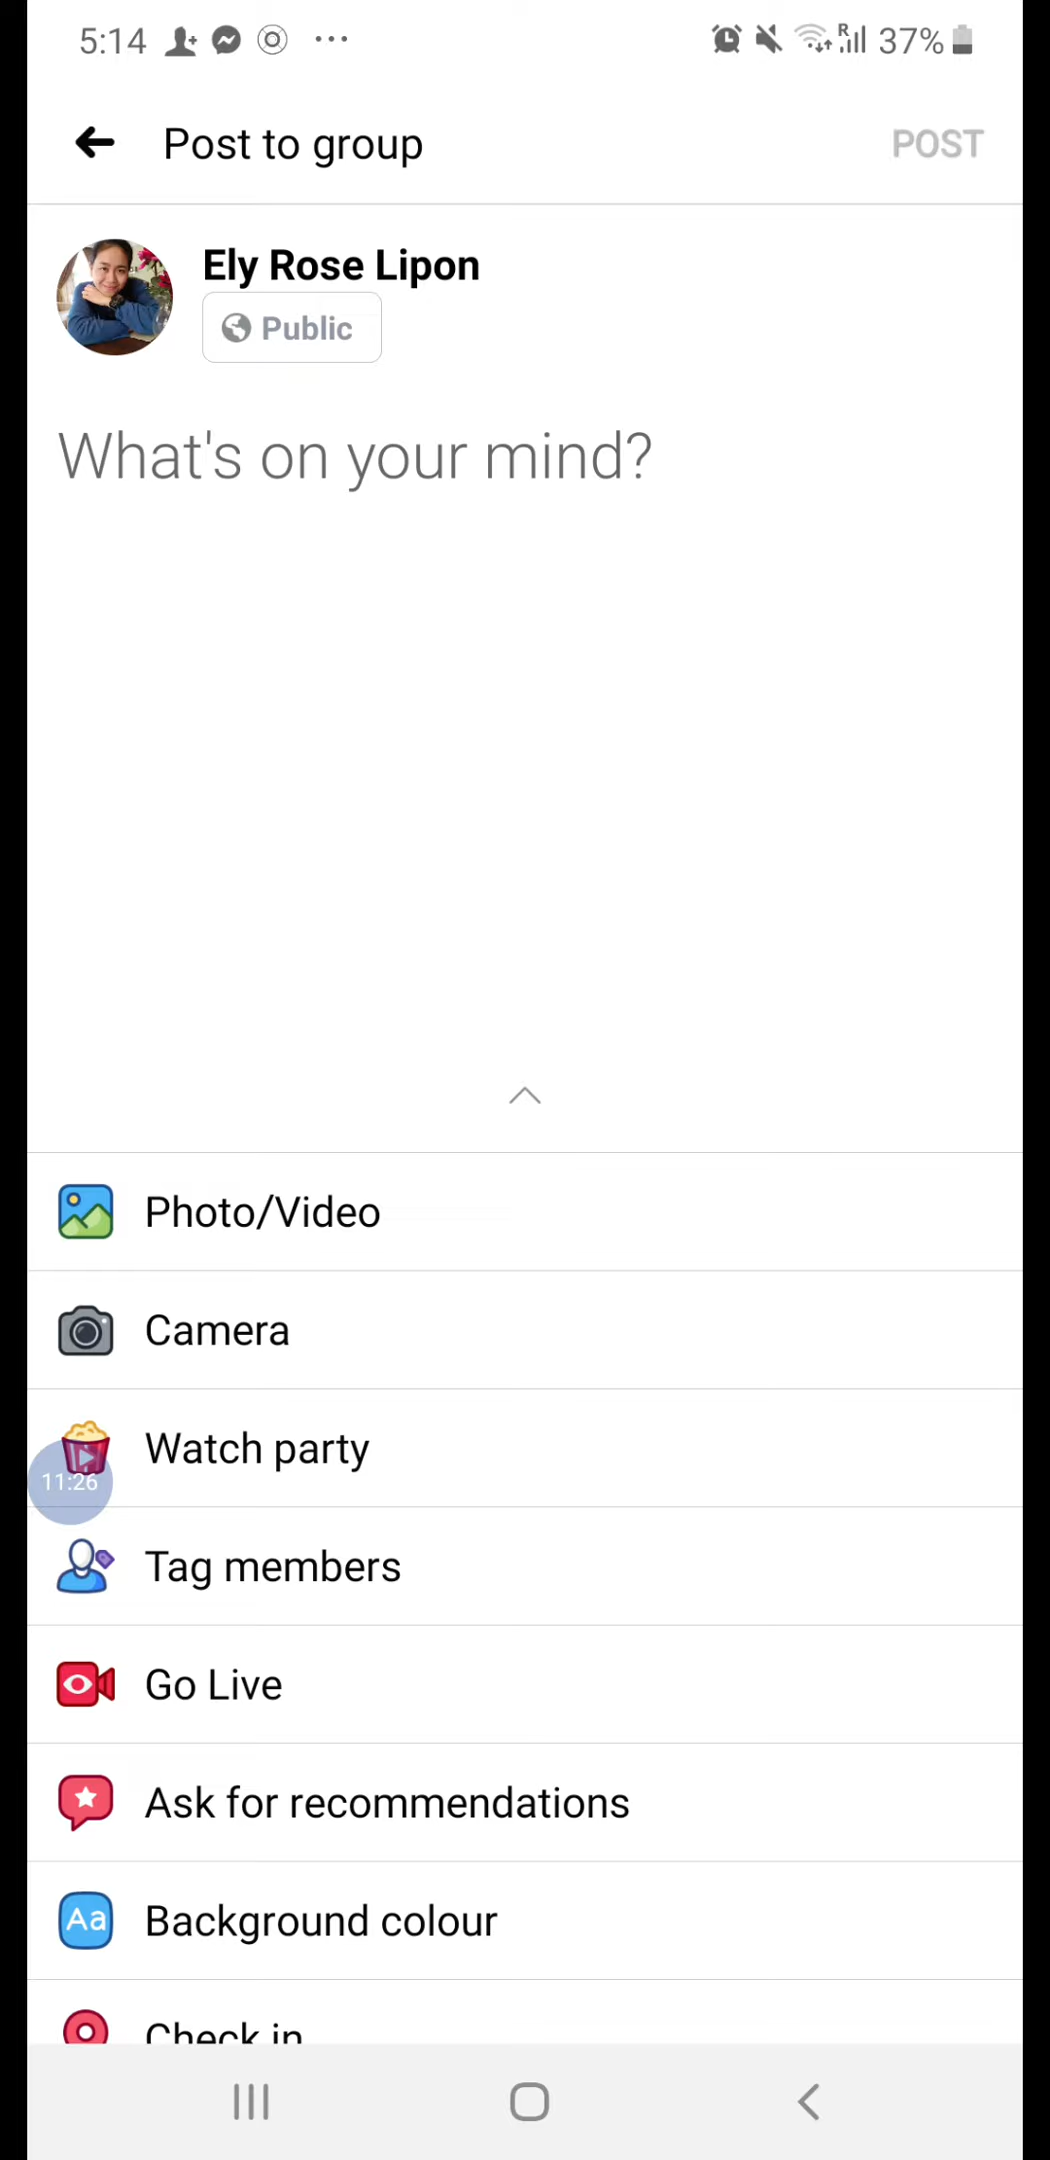 5:14 37%
Post to group POST
Ely Rose Lipon
Public
What's on your mind?
Photo/Video
Camera
Watch party
11:26
Tag members
Go Live
Ask for recommendations
Aa Background colour
Check in